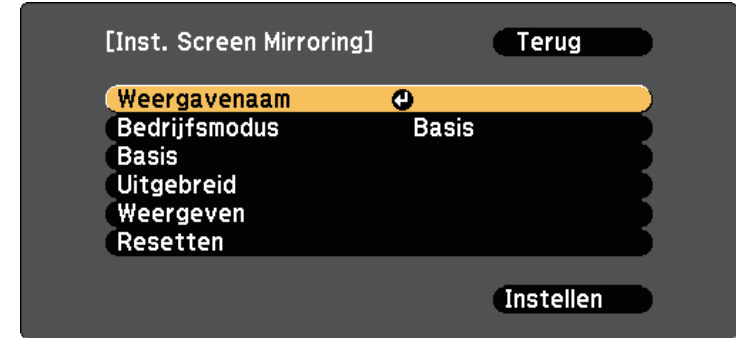 [Inst. Screen Mirroring] Terug
Weergavenaam
Bedrijfsmodus Basis
Basis
Uitgebreid
Weergeven
Resetten
Instellen